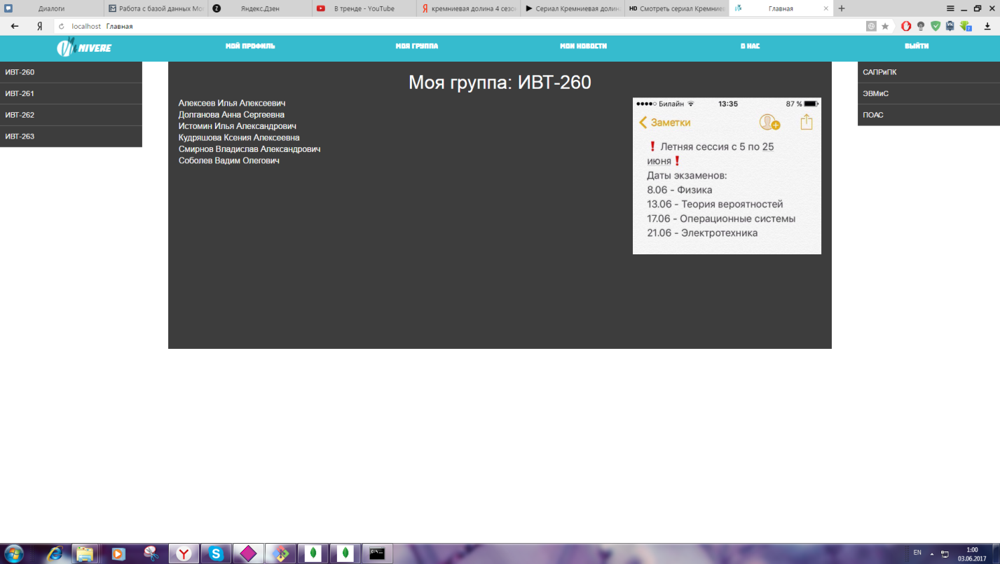 Диалоги
Работа с базой данных Мог
Яндекс.Дзен
В тренде - YouTube
кремниевая долина 4 сезон
Сериал Кремниевая долин
HD Смотреть сериал Кремниев
Главная
Я localhost Главная
NIVERE
МОЙ ПРОФИЛЬ
МОЯ ГРУППА
МОИ НОВОСТИ
О НАС
ВЫЙТИ
ИВТ-260
ИВТ-261
ИВТ-262
ИВТ-263
Моя группа: ИВТ-260
Алексеев Илья Алексеевич
Долганова Анна Сергеевна
Истомин Илья Александрович
Кудряшова Ксения Алексеевна
Смирнов Владислав Александрович
Соболев Вадим Олегович
Билайн 13:35 87 %
Заметки
❗ Летняя сессия с 5 по 25
июня ❗
Даты экзаменов:
8.06 - Физика
13.06 - Теория вероятностей
17.06 - Операционные системы
21.06 - Электротехника
САПРиПК
ЭВМиС
ПОАС
EN
1:00
03.06.2017